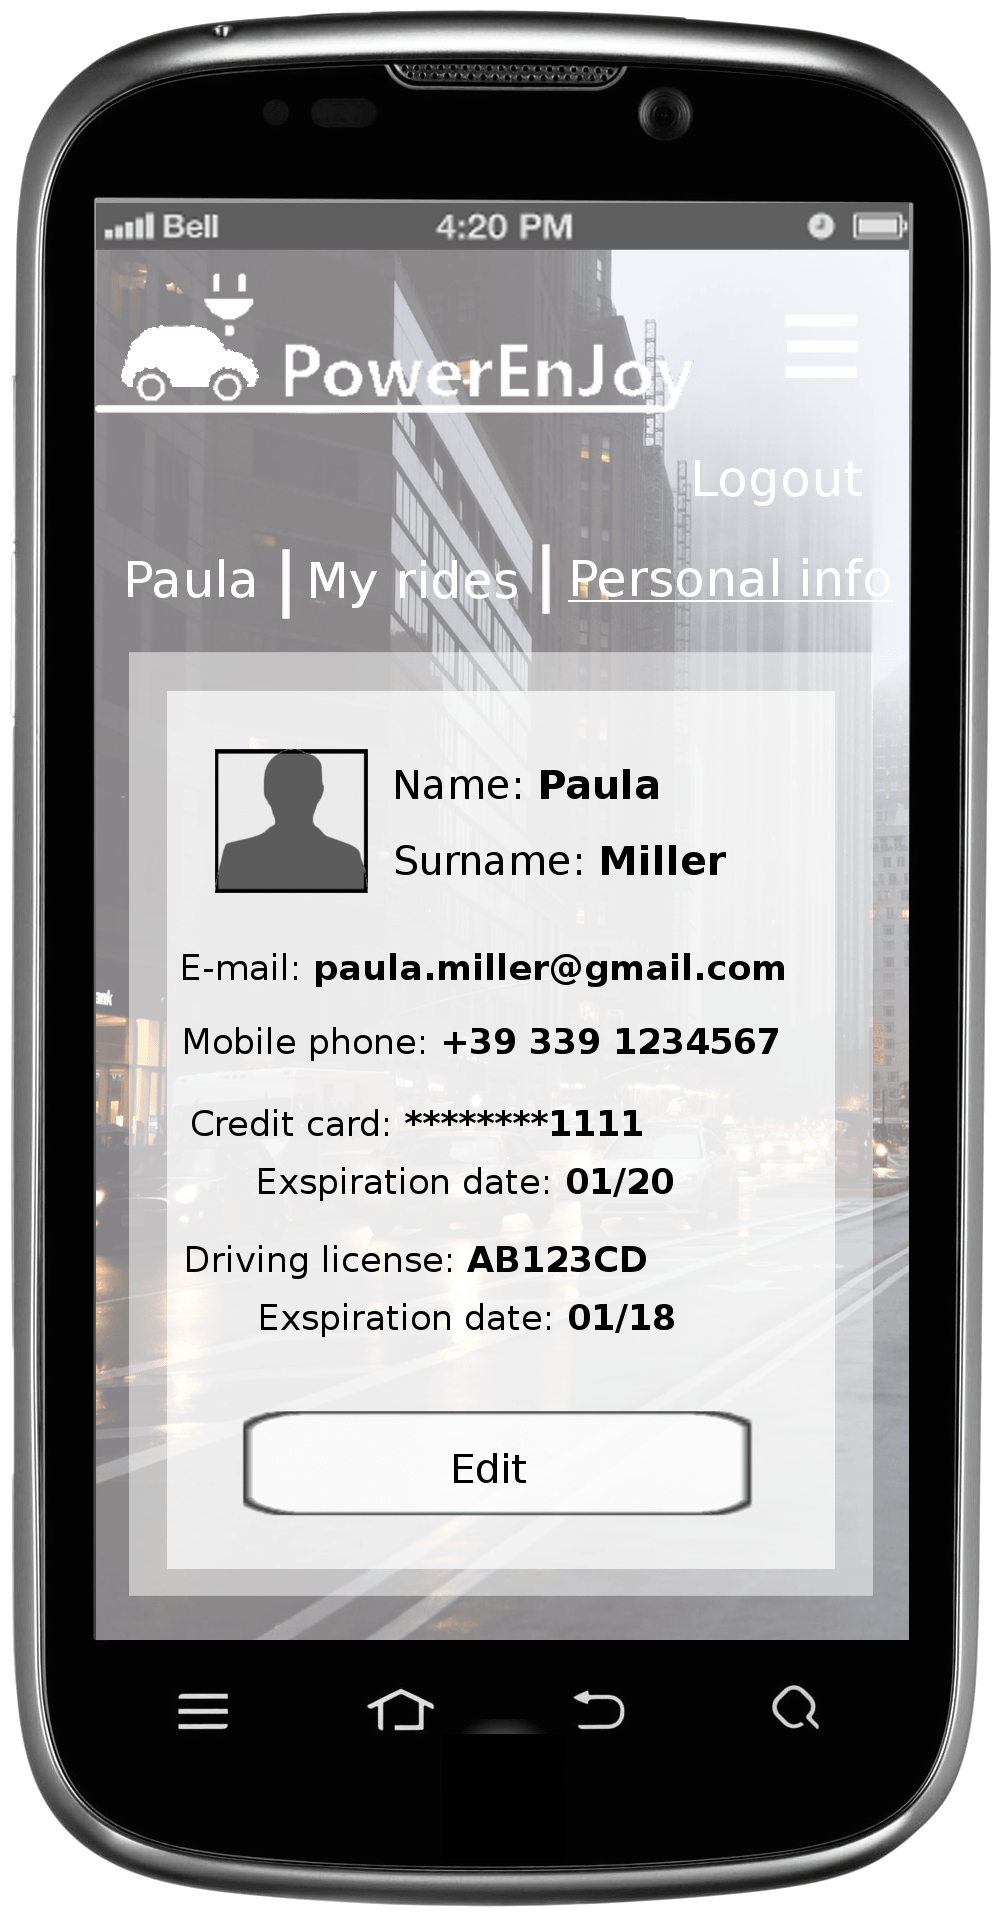 Bell 4:20 PM
PowerEnJoy
Logout
Paula | My rides | Personal info
Name: Paula
Surname: Miller
E-mail: paula.miller@gmail.com
ank
Mobile phone: +39 339 1234567
Credit card: ********1111
Exspiration date: 01/20
Driving license: AB123CD
Exspiration date: 01/18
Edit